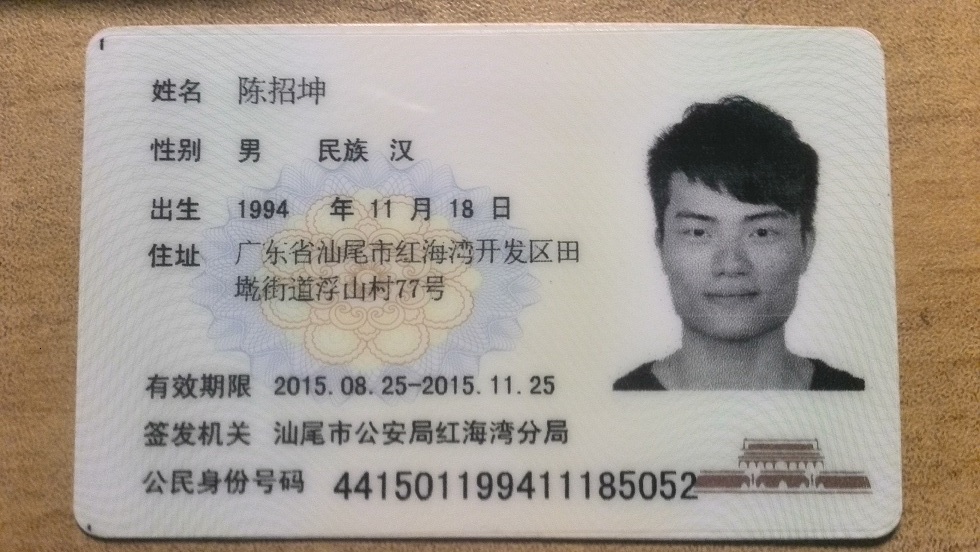 姓名 陈招坤
性别 男 民族 汉
出生 1994 年 11 月 18 日
住址 广东省汕尾市红海湾开发区田
墘街道浮山村77号
有效期限 2015.08.25-2015.11.25
签发机关 汕尾市公安局红海湾分局
公民身份号码 441501199411185052